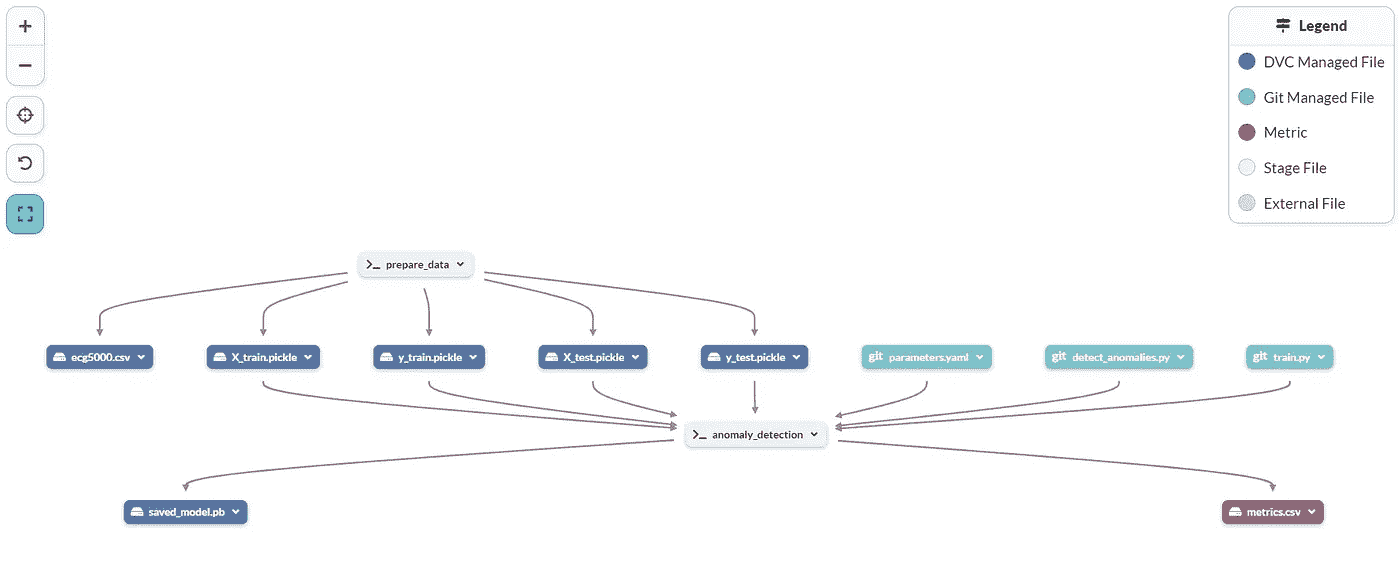 Legend
DVC Managed File
Git Managed File
Metric
Stage File
External File
prepare_data
ecg5000.csv
X_train.pickle
y_train.pickle
X_test.pickle
y_test.pickle
git parameters.yaml
git detect_anomalies.py
git train.py
anomaly_detection
saved_model.pb
metrics.csv